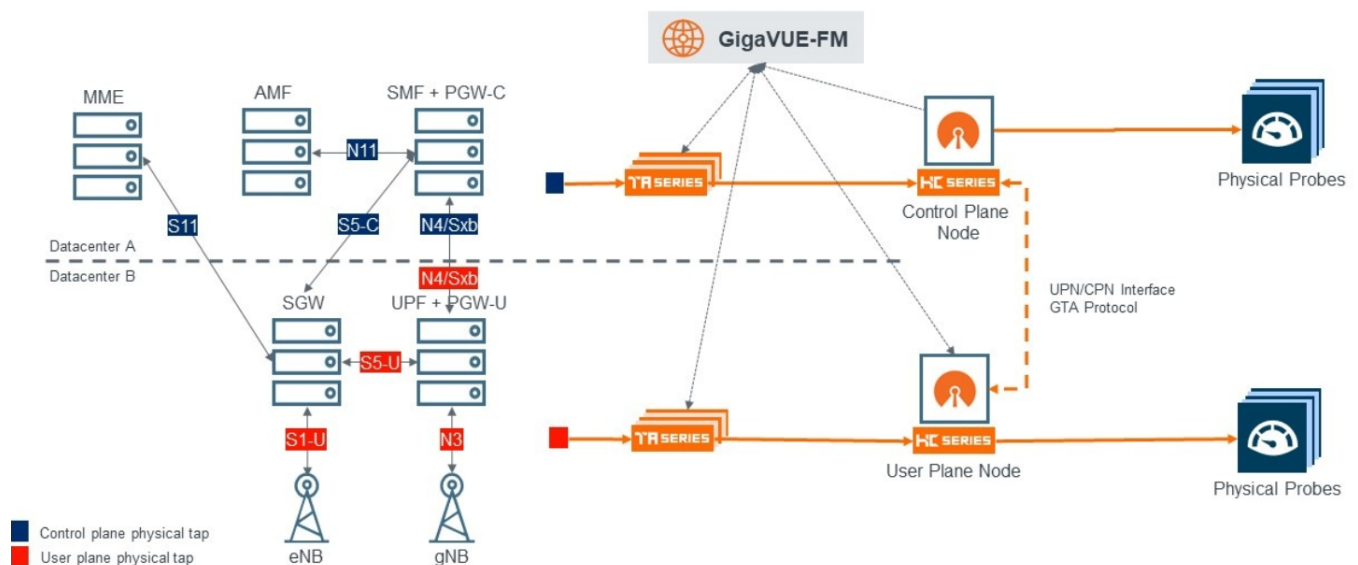 GigaVUE-FM
MME
AMF
SMF + PGW-C
N11
S11
S5-C
N4/Sxb
Datacenter A
Datacenter B
N4/Sxb
SGW
UPF + PGW-U
S5-U
S1-U
N3
eNB
gNB
Control plane physical tap
User plane physical tap
TA SERIES
HC SERIES
Control Plane
Node
Physical Probes
UPN/CPN Interface
GTA Protocol
TA SERIES
HC SERIES
User Plane Node
Physical Probes